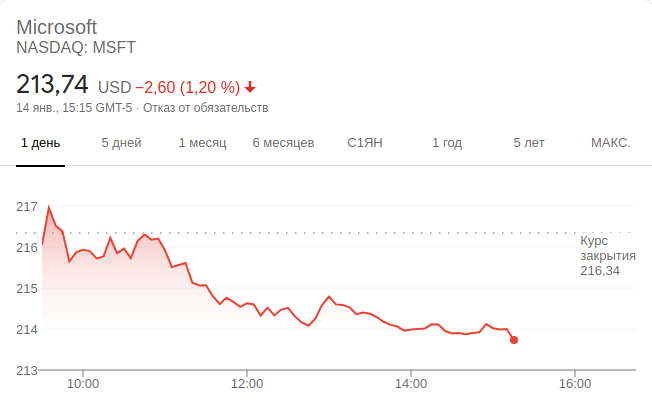 Microsoft
NASDAQ: MSFT
213,74 USD −2,60 (1,20 %)
14 янв., 15:15 GMT-5 · Отказ от обязательств
1 день 5 дней 1 месяц 6 месяцев С1ЯН 1 год 5 лет МАКС.
217
216
215
214
213
Курс
закрытия
216,34
10:00 12:00 14:00 16:00